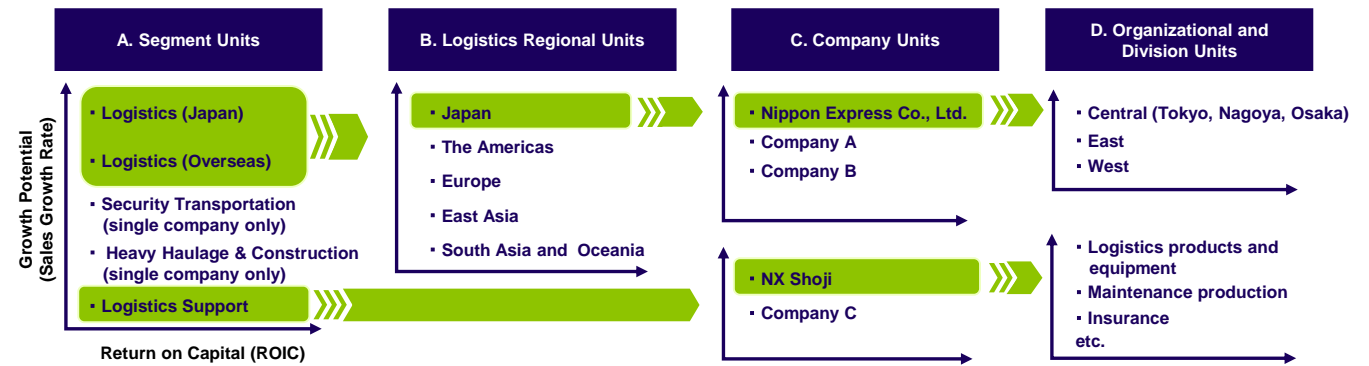 A. Segment Units
B. Logistics Regional Units
C. Company Units
D. Organizational and
Division Units
Growth Potential
(Sales Growth Rate)
▪ Logistics (Japan)
▪ Logistics (Overseas)
▪ Security Transportation
(single company only)
▪ Heavy Haulage & Construction
(single company only)
▪ Logistics Support
Return on Capital (ROIC)
▪ Japan
▪ The Americas
▪ Europe
▪ East Asia
▪ South Asia and Oceania
▪ Nippon Express Co., Ltd.
▪ Company A
▪ Company B
▪ NX Shoji
▪ Company C
▪ Central (Tokyo, Nagoya, Osaka)
▪ East
▪ West
▪ Logistics products and
equipment
▪ Maintenance production
▪ Insurance
etc.